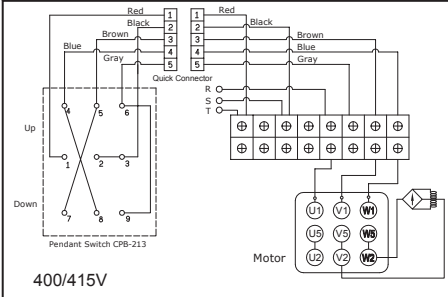 Red
Black
Brown
Blue
Gray
1
2
3
4
5
Quick Connector
1
2
3
4
5
Red
Black
Brown
Blue
Gray
R
S
T
Up
4 5 6
1 2 3
Down
7 8 9
Pendant Switch CPB-213
Motor
U1 V1 W1
U5 V5 W5
U2 V2 W2
400/415V